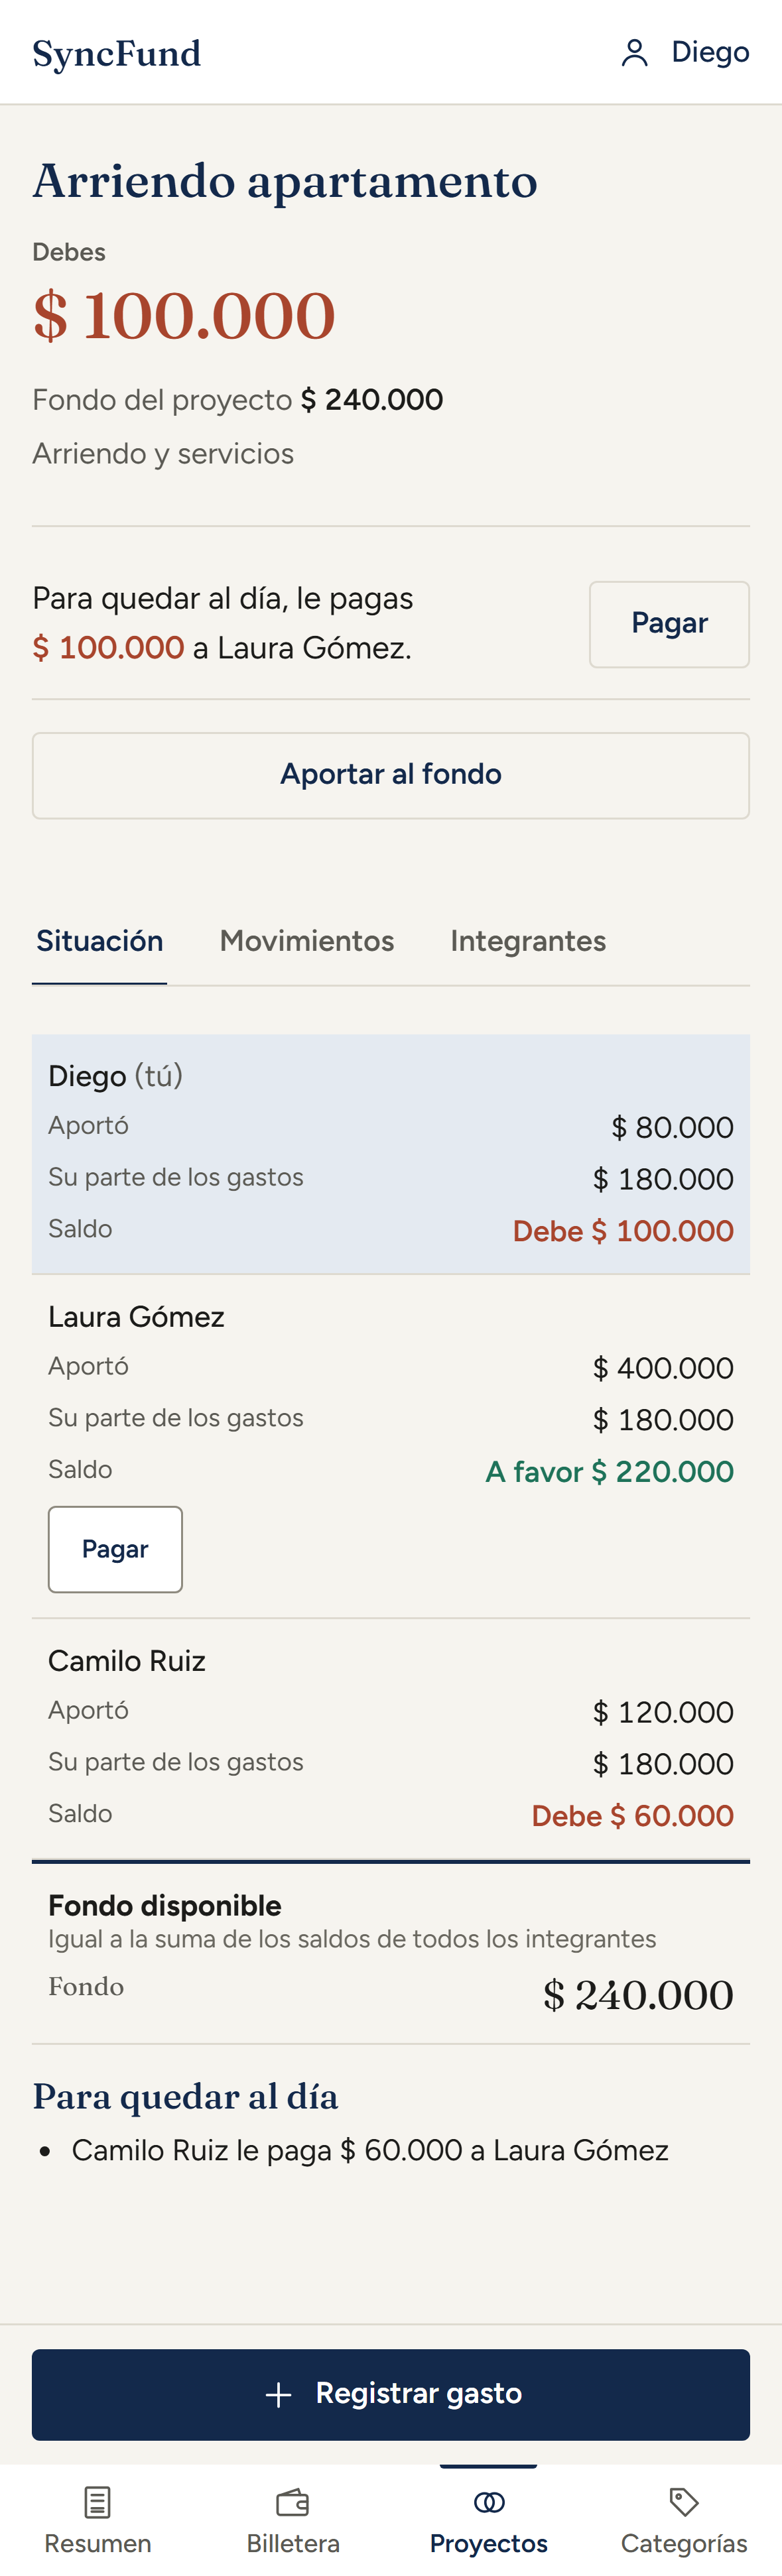 SyncFund
Diego
Arriendo apartamento
Debes
$ 100.000
Fondo del proyecto $ 240.000
Arriendo y servicios
Para quedar al día, le pagas
$ 100.000 a Laura Gómez.
Pagar
Aportar al fondo
Situación
Movimientos
Integrantes
Diego (tú)
Aportó
$ 80.000
Su parte de los gastos
$ 180.000
Saldo
Debe $ 100.000
Laura Gómez
Aportó
$ 400.000
Su parte de los gastos
$ 180.000
Saldo
A favor $ 220.000
Pagar
Camilo Ruiz
Aportó
$ 120.000
Su parte de los gastos
$ 180.000
Saldo
Debe $ 60.000
Fondo disponible
Igual a la suma de los saldos de todos los integrantes
Fondo
$ 240.000
Para quedar al día
• Camilo Ruiz le paga $ 60.000 a Laura Gómez
+ Registrar gasto
Resumen
Billetera
Proyectos
Categorías